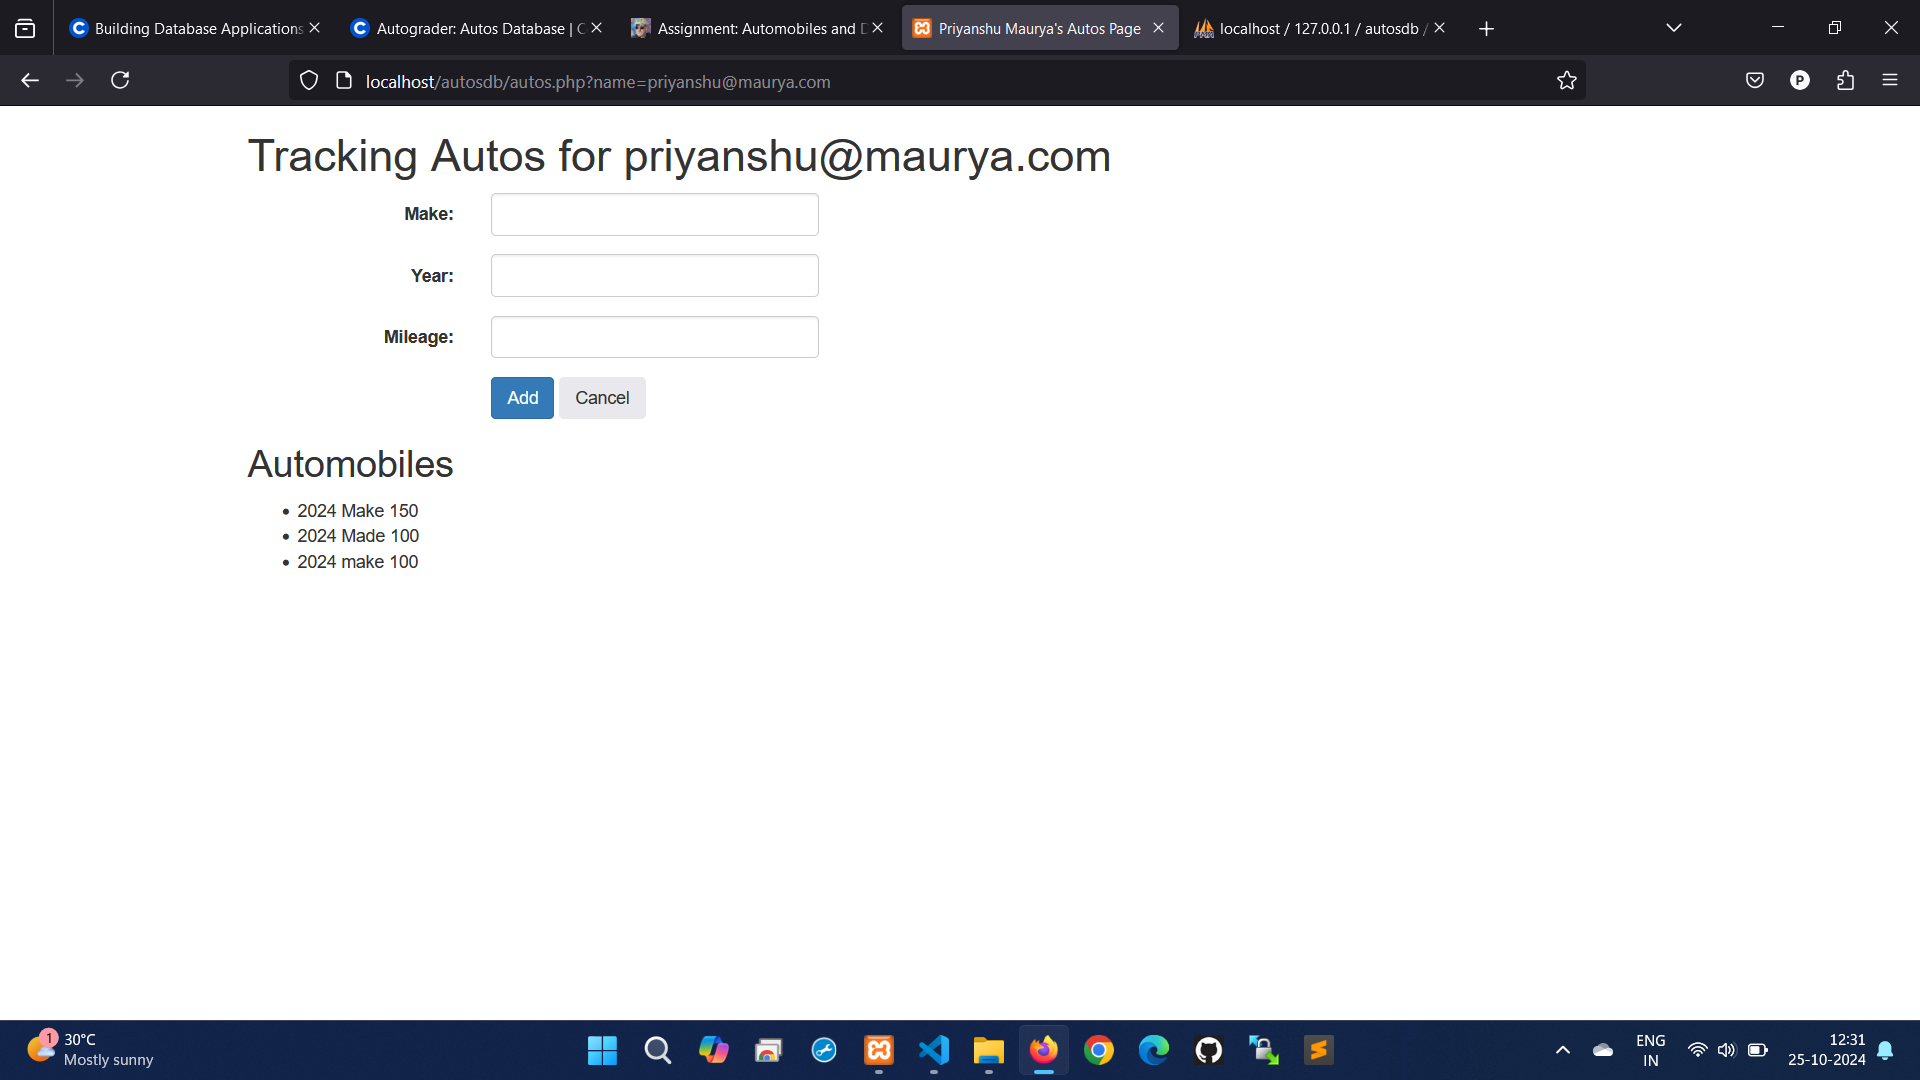 Building Database Applications
Autograder: Autos Database | C
Assignment: Automobiles and D
Priyanshu Maurya's Autos Page
localhost / 127.0.0.1 / autosdb /
localhost/autosdb/autos.php?name=priyanshu@maurya.com
Tracking Autos for priyanshu@maurya.com
Make:
Year:
Mileage:
Add Cancel
Automobiles
• 2024 Make 150
• 2024 Made 100
• 2024 make 100
1
30°C
Mostly sunny
ENG
IN
12:31
25-10-2024